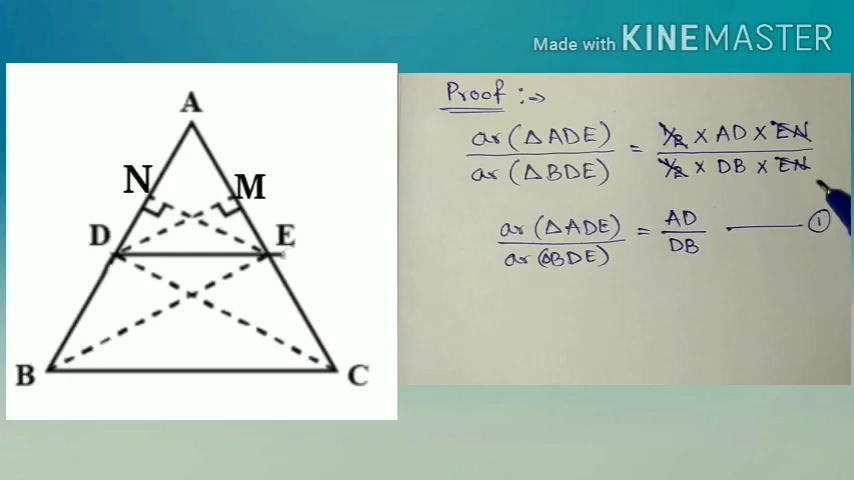 Made with KINEMASTER
A
N
M
D
E
B
C
Proof :->
ar (ΔADE) / ar (ΔBDE) = 1/2 × AD × EN / 1/2 × DB × EN
ar (ΔADE) / ar (ΔBDE) = AD / DB ——— ①